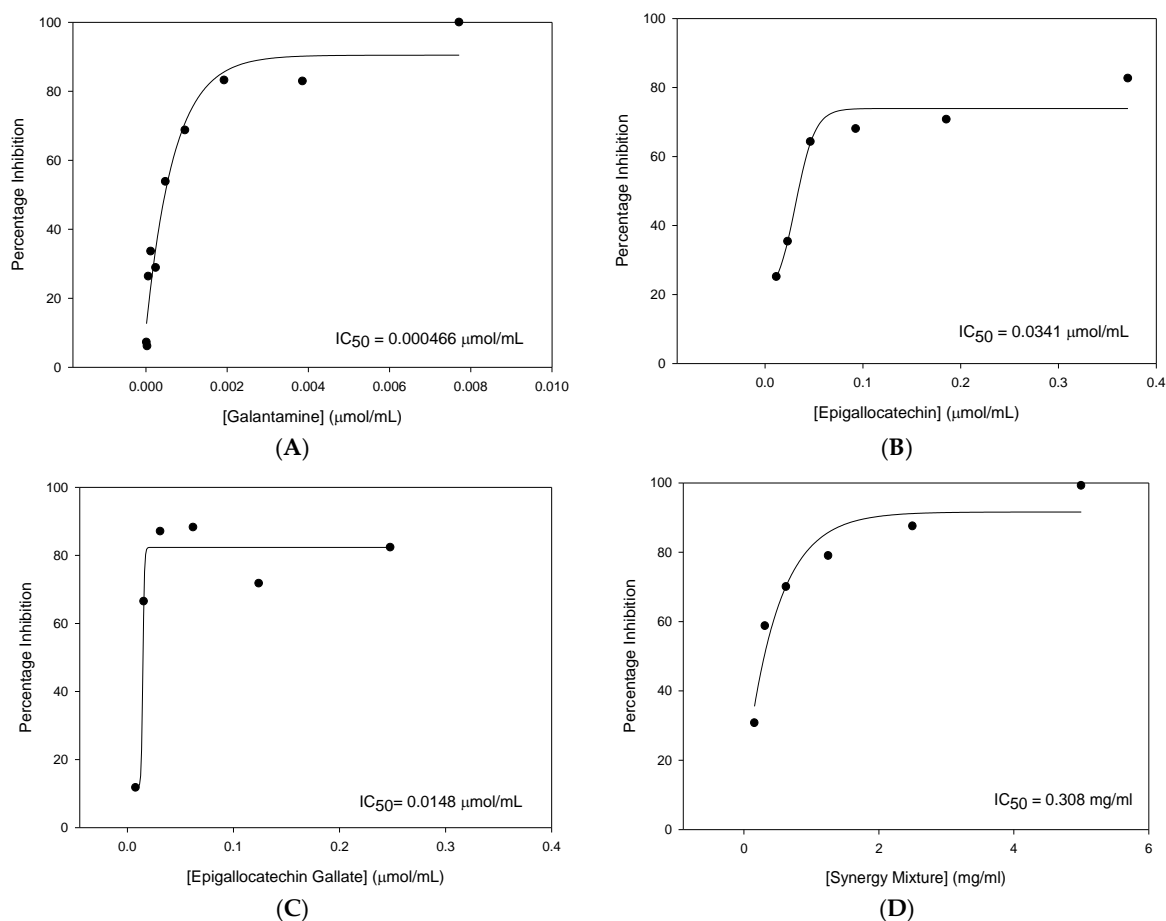 100
80
60
40
20
0
Percentage Inhibition
IC50 = 0.000466 μmol/mL
0.000 0.002 0.004 0.006 0.008 0.010
[Galantamine] (μmol/mL)
(A)
100
80
60
40
20
0
Percentage Inhibition
IC50 = 0.0341 μmol/mL
0.0 0.1 0.2 0.3 0.4
[Epigallocatechin] (μmol/mL)
(B)
100
80
60
40
20
0
Percentage Inhibition
IC50= 0.0148 μmol/mL
0.0 0.1 0.2 0.3 0.4
[Epigallocatechin Gallate] (μmol/mL)
(C)
100
80
60
40
20
0
Percentage Inhibition
IC50 = 0.308 mg/ml
0 2 4 6
[Synergy Mixture] (mg/ml)
(D)